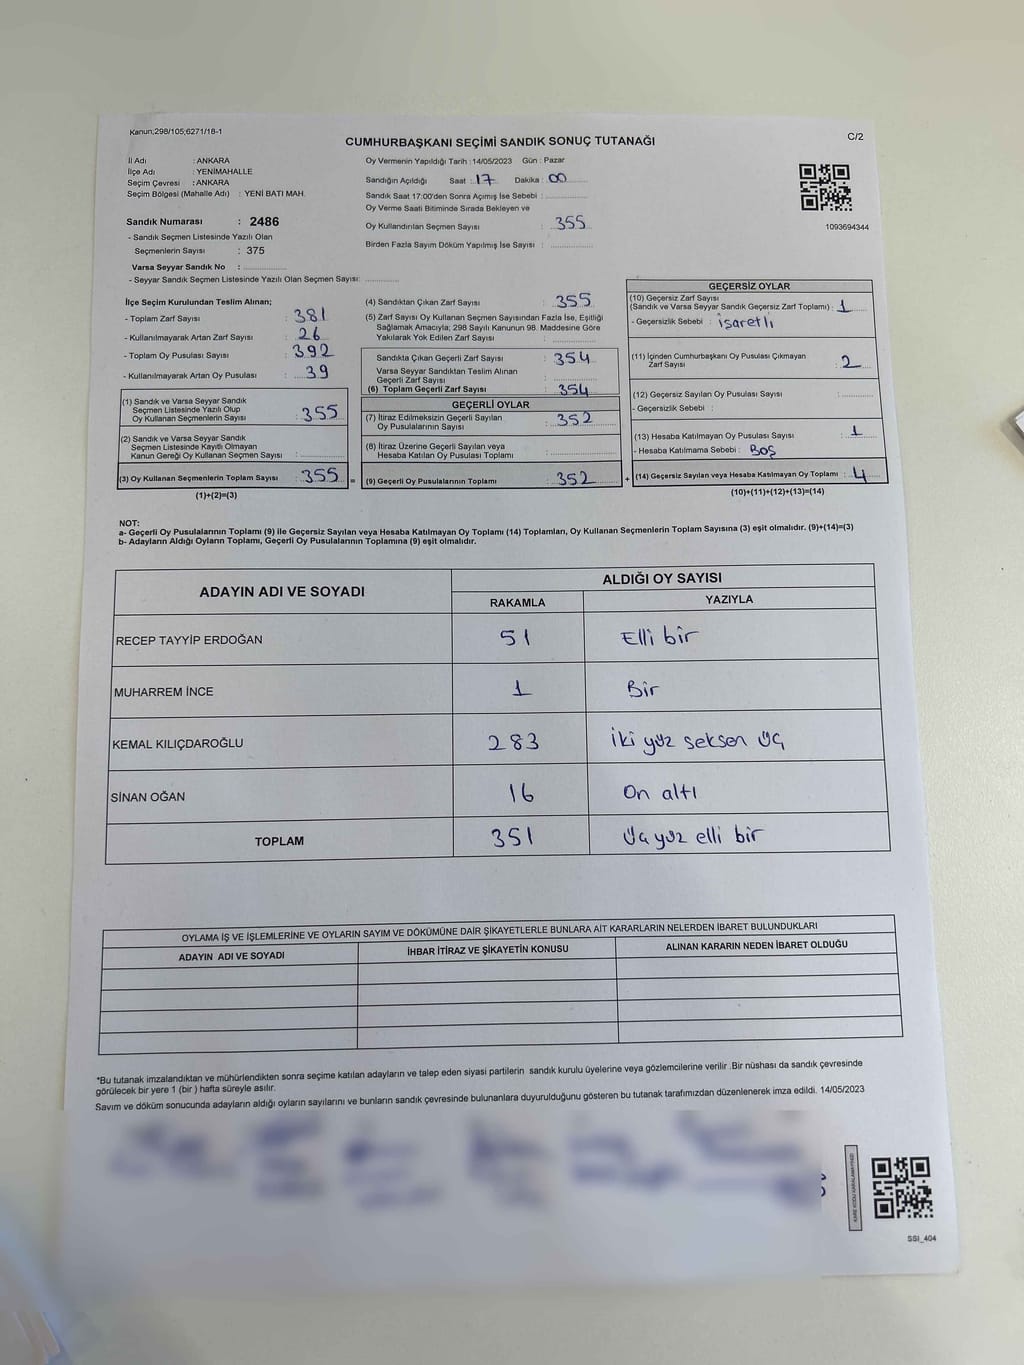 Kanun;298/105;6271/18-1
CUMHURBAŞKANI SEÇİMİ SANDIK SONUÇ TUTANAĞI
C/2
İl Adı : ANKARA
İlçe Adı : YENİMAHALLE
Seçim Çevresi : ANKARA
Seçim Bölgesi (Mahalle Adı) : YENİ BATI MAH.
Sandık Numarası : 2486
- Sandık Seçmen Listesinde Yazılı Olan
Seçmenlerin Sayısı : 375
Varsa Seyyar Sandık No :
- Seyyar Sandık Seçmen Listesinde Yazılı Olan Seçmen Sayısı:
Oy Vermenin Yapıldığı Tarih : 14/05/2023 Gün : Pazar
Sandığın Açıldığı Saat : 17 Dakika : 00
Sandık Saat 17:00'den Sonra Açımış İse Sebebi :
Oy Verme Saati Bitiminde Sırada Bekleyen ve
Oy Kullandırılan Seçmen Sayısı : 355
Birden Fazla Sayım Döküm Yapılmış İse Sayısı :
1093694344
İlçe Seçim Kurulundan Teslim Alınan;
- Toplam Zarf Sayısı : 381
- Kullanılmayarak Artan Zarf Sayısı : 26
- Toplam Oy Pusulası Sayısı : 392
- Kullanılmayarak Artan Oy Pusulası : 39
(1) Sandık ve Varsa Seyyar Sandık
Seçmen Listesinde Yazılı Olup
Oy Kullanan Seçmenlerin Sayısı : 355
(2) Sandık ve Varsa Seyyar Sandık
Seçmen Listesinde Kayıtlı Olmayan
Kanun Gereği Oy Kullanan Seçmen Sayısı :
(3) Oy Kullanan Seçmenlerin Toplam Sayısı : 355 =
(1)+(2)=(3)
(4) Sandıktan Çıkan Zarf Sayısı : 355
(5) Zarf Sayısı Oy Kullanan Seçmen Sayısından Fazla İse, Eşitliği
Sağlamak Amacıyla; 298 Sayılı Kanunun 98. Maddesine Göre
Yakılarak Yok Edilen Zarf Sayısı :
Sandıkta Çıkan Geçerli Zarf Sayısı : 354
Varsa Seyyar Sandıktan Teslim Alınan
Geçerli Zarf Sayısı :
(6) Toplam Geçerli Zarf Sayısı : 354
GEÇERLİ OYLAR
(7) İtiraz Edilmeksizin Geçerli Sayılan
Oy Pusulalarının Sayısı : 352
(8) İtiraz Üzerine Geçerli Sayılan veya
Hesaba Katılan Oy Pusulası Toplamı :
(9) Geçerli Oy Pusulalarının Toplamı : 352 +
GEÇERSİZ OYLAR
(10) Geçersiz Zarf Sayısı
(Sandık ve Varsa Seyyar Sandık Geçersiz Zarf Toplamı) : 1
- Geçersizlik Sebebi : işaretli
(11) İçinden Cumhurbaşkanı Oy Pusulası Çıkmayan
Zarf Sayısı : 2
(12) Geçersiz Sayılan Oy Pusulası Sayısı :
- Geçersizlik Sebebi :
(13) Hesaba Katılmayan Oy Pusulası Sayısı : 1
- Hesaba Katılmama Sebebi : Boş
(14) Geçersiz Sayılan veya Hesaba Katılmayan Oy Toplamı : 4
(10)+(11)+(12)+(13)=(14)
NOT:
a- Geçerli Oy Pusulalarının Toplamı (9) ile Geçersiz Sayılan veya Hesaba Katılmayan Oy Toplamı (14) Toplamları, Oy Kullanan Seçmenlerin Toplam Sayısına (3) eşit olmalıdır. (9)+(14)=(3)
b- Adayların Aldığı Oyların Toplamı, Geçerli Oy Pusulalarının Toplamına (9) eşit olmalıdır.
ADAYIN ADI VE SOYADI
ALDIĞI OY SAYISI
RAKAMLA YAZIYLA
RECEP TAYYİP ERDOĞAN 51 Elli bir
MUHARREM İNCE 1 Bir
KEMAL KILIÇDAROĞLU 283 iki yüz seksen üç
SİNAN OĞAN 16 On altı
TOPLAM 351 Üç yüz elli bir
OYLAMA İŞ VE İŞLEMLERİNE VE OYLARIN SAYIM VE DÖKÜMÜNE DAİR ŞİKAYETLERLE BUNLARA AİT KARARLARIN NELERDEN İBARET BULUNDUKLARI
ADAYIN ADI VE SOYADI İHBAR İTİRAZ VE ŞİKAYETİN KONUSU ALINAN KARARIN NEDEN İBARET OLDUĞU
*Bu tutanak imzalandıktan ve mühürlendikten sonra seçime katılan adayların ve talep eden siyasi partilerin sandık kurulu üyelerine veya gözlemcilerine verilir .Bir nüshası da sandık çevresinde
görülecek bir yere 1 (bir ) hafta süreyle asılır.
Sayım ve döküm sonucunda adayların aldığı oyların sayılarını ve bunların sandık çevresinde bulunanlara duyurulduğunu gösteren bu tutanak tarafımızdan düzenlenerek imza edildi. 14/05/2023
SSI_404